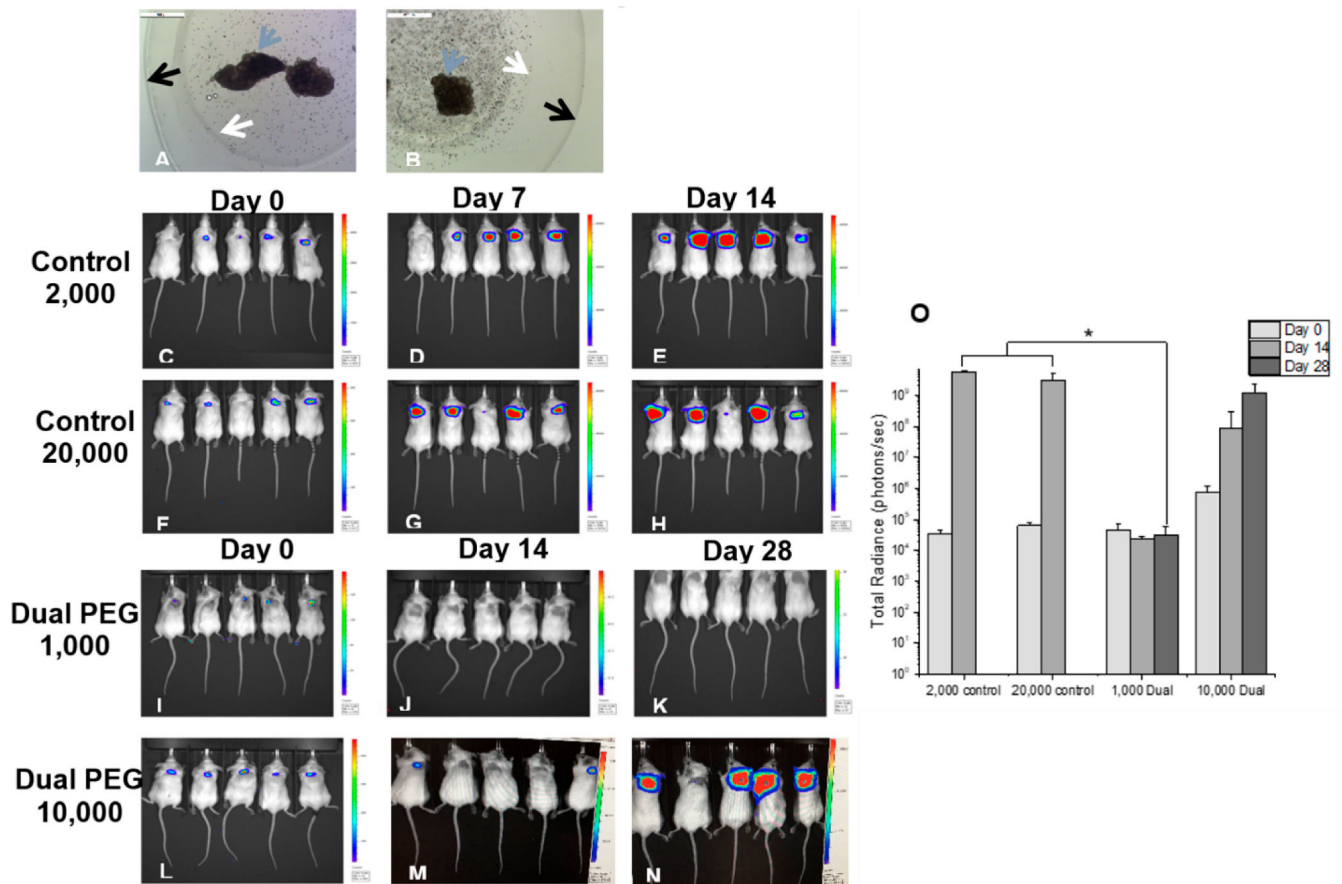 A
B
Day 0
Day 7
Day 14
Control
2,000
C
D
E
Control
20,000
F
G
H
Day 0
Day 14
Day 28
Dual PEG
1,000
I
J
K
Dual PEG
10,000
L
M
N
O
*
Day 0
Day 14
Day 28
Total Radiance (photons/sec)
10⁹
10⁸
10⁷
10⁶
10⁵
10⁴
10³
10²
10¹
10⁰
2,000 control
20,000 control
1,000 Dual
10,000 Dual